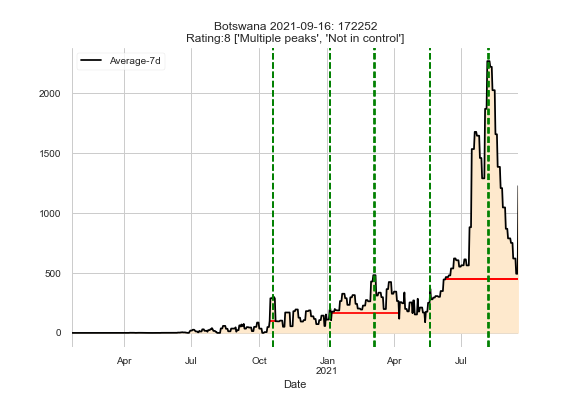 Botswana 2021-09-16: 172252
Rating:8 ['Multiple peaks', 'Not in control']
Average-7d
2000
1500
1000
500
0
Apr Jul Oct Jan Apr Jul
2021
Date